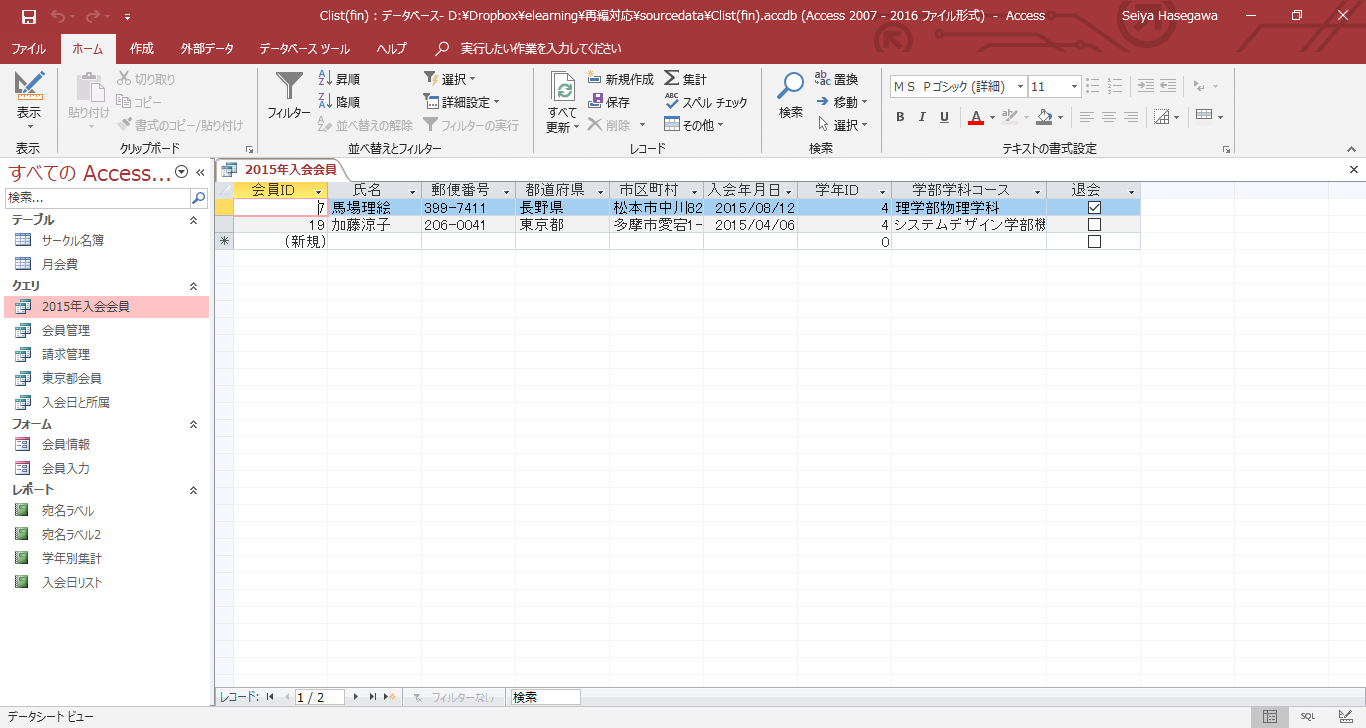 Clist(fin) : データベース- D:¥Dropbox¥elearning¥再編対応¥sourcedata¥Clist(fin).accdb (Access 2007 - 2016 ファイル形式) - Access Seiya Hasegawa
ファイル ホーム 作成 外部データ データベース ツール ヘルプ 実行したい作業を入力してください
切り取り 昇順 選択 新規作成 集計 置換 MS Pゴシック (詳細) 11
表示 貼り付け コピー フィルター 降順 詳細設定 すべて更新 保存 スペル チェック 検索 移動 B I U A
書式のコピー/貼り付け 並べ替えの解除 フィルターの実行 削除 その他 選択
表示 クリップボード 並べ替えとフィルター レコード 検索 テキストの書式設定
すべての Access... 2015年入会会員
検索...
テーブル
サークル名簿
月会費
クエリ
2015年入会会員
会員管理
請求管理
東京都会員
入会日と所属
フォーム
会員情報
会員入力
レポート
宛名ラベル
宛名ラベル2
学年別集計
入会日リスト
会員ID 氏名 郵便番号 都道府県 市区町村 入会年月日 学年ID 学部学科コース 退会
7 馬場理絵 399-7411 長野県 松本市中川82 2015/08/12 4 理学部物理学科
19 加藤涼子 206-0041 東京都 多摩市愛宕1- 2015/04/06 4 システムデザイン学部機
(新規) 0
レコード: 1 / 2 フィルターなし 検索
データシート ビュー SQL